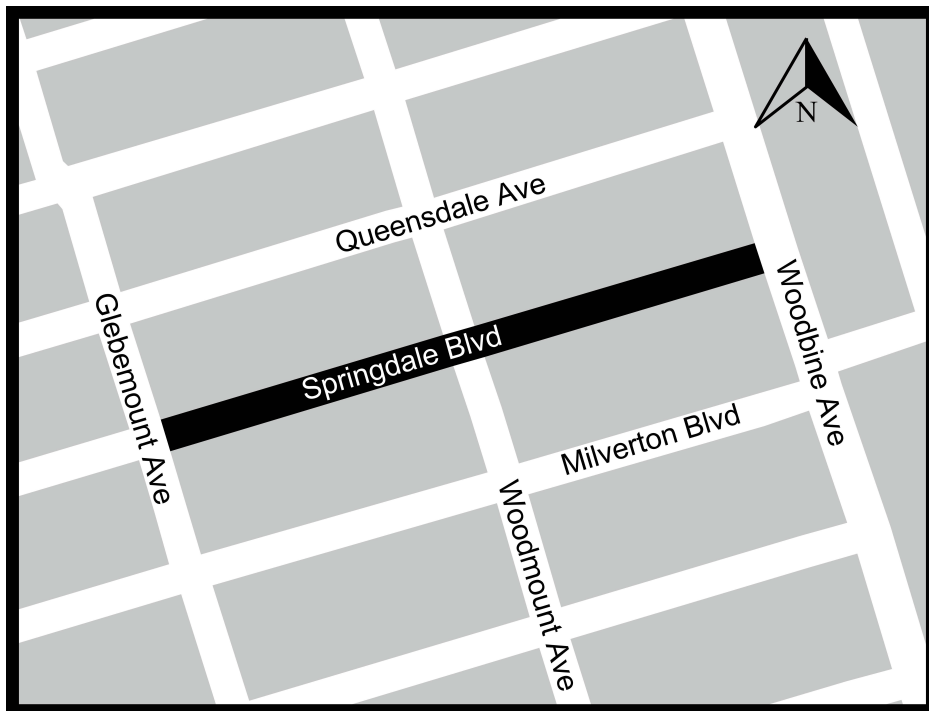 N
Queensdale Ave
Glebemount Ave
Springdale Blvd
Woodbine Ave
Milverton Blvd
Woodmount Ave